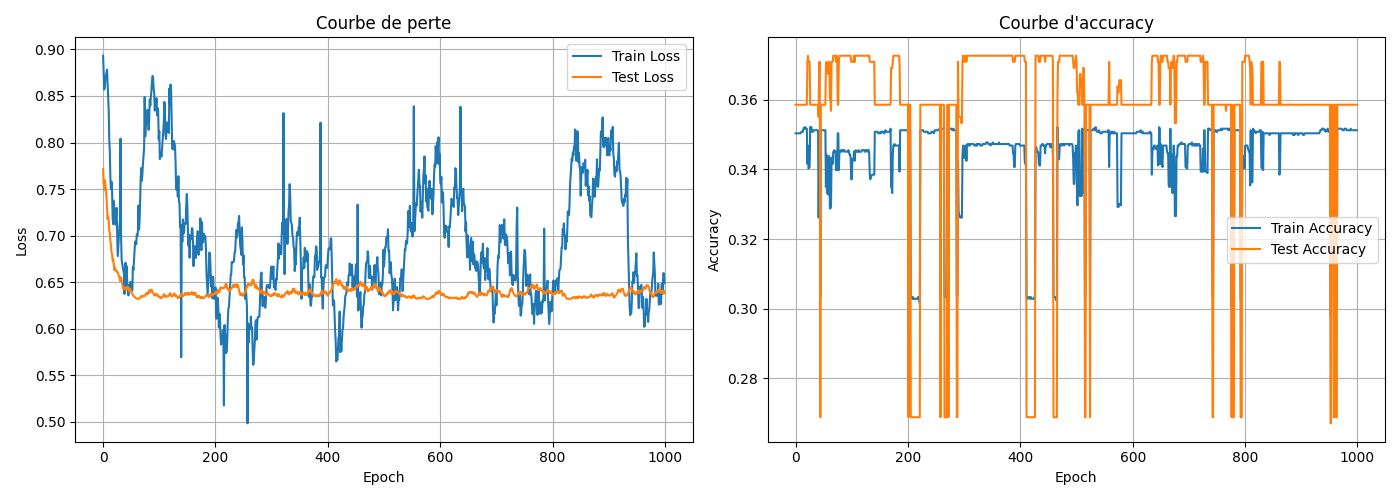 Courbe de perte
Train Loss
Test Loss
0.90
0.85
0.80
0.75
0.70
0.65
0.60
0.55
0.50
Loss
0
200
400
600
800
1000
Epoch
Courbe d'accuracy
0.36
0.34
0.32
0.30
0.28
Accuracy
Train Accuracy
Test Accuracy
0
200
400
600
800
1000
Epoch